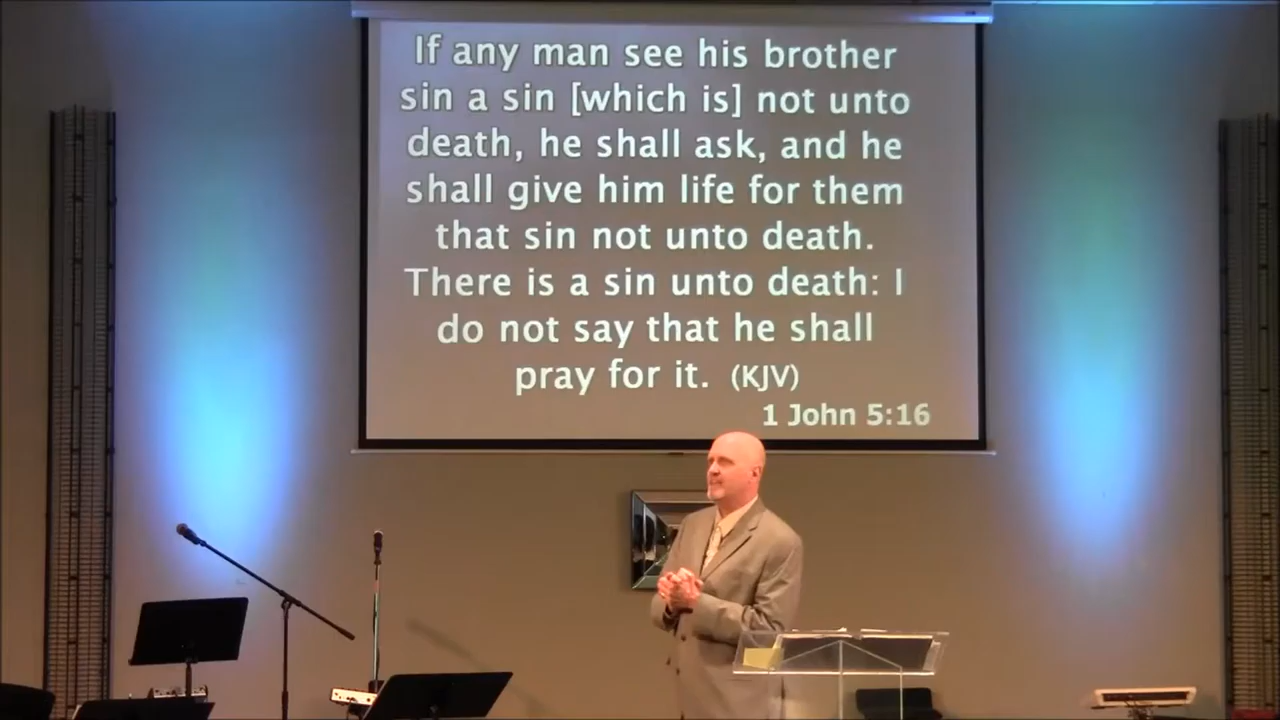 If any man see his brother
sin a sin [which is] not unto
death, he shall ask, and he
shall give him life for them
that sin not unto death.
There is a sin unto death: I
do not say that he shall
pray for it. (KJV)
1 John 5:16